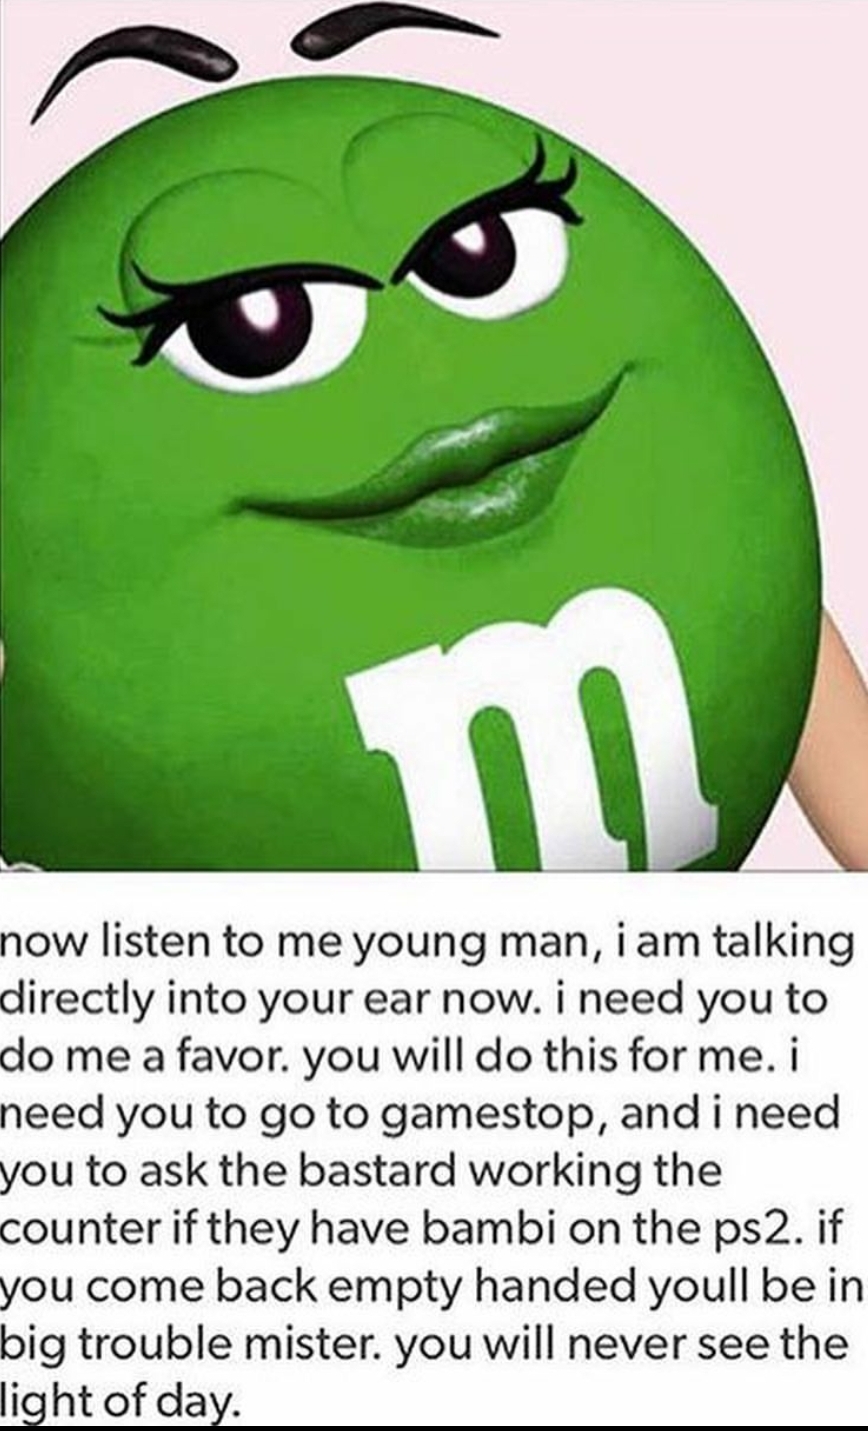 m
now listen to me young man, i am talking
directly into your ear now. i need you to
do me a favor. you will do this for me. i
need you to go to gamestop, and i need
you to ask the bastard working the
counter if they have bambi on the ps2. if
you come back empty handed youll be in
big trouble mister. you will never see the
light of day.